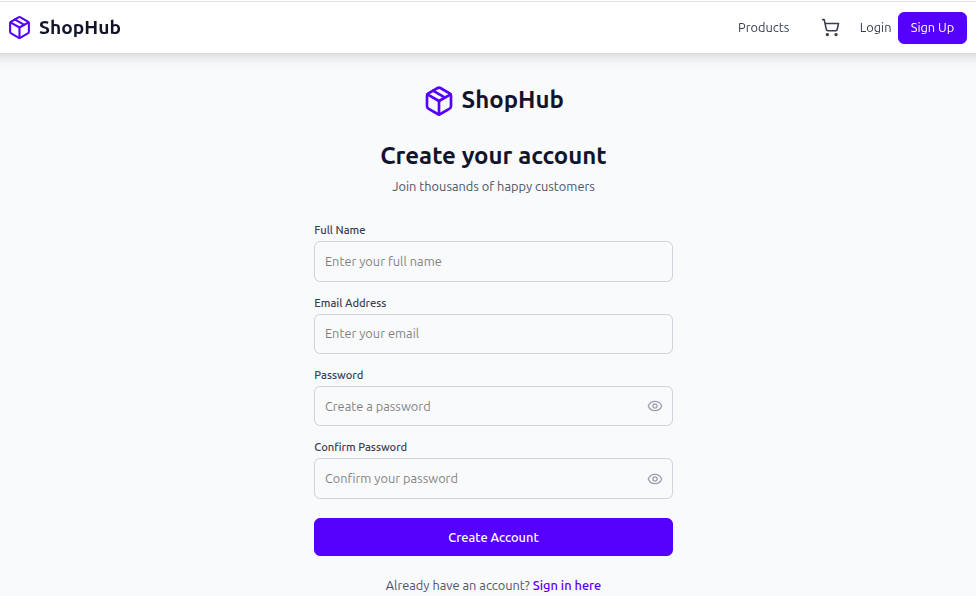 ShopHub
Products
Login
Sign Up
ShopHub
Create your account
Join thousands of happy customers
Full Name
Enter your full name
Email Address
Enter your email
Password
Create a password
Confirm Password
Confirm your password
Create Account
Already have an account? Sign in here